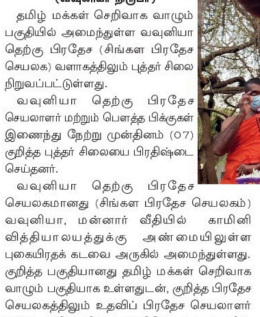 தமிழ் மக்கள் செறிவாக வாழும்
பகுதியில் அமைந்துள்ள வவுனியா
தெற்கு பிரதேச (சிங்கள பிரதேச
செயலக) வளாகத்திலும் புத்தர் சிலை
நிறுவப்பட்டுள்ளது.
வவுனியா தெற்கு பிரதேச
செயலாளர் மற்றும் பௌத்த பிக்குகள்
இணைந்து நேற்று முன்தினம் (07)
குறித்த புத்தர் சிலையை பிரதிஷ்டை
செய்தனர்.
வவுனியா தெற்கு பிரதேச
செயலகமானது (சிங்கள பிரதேச செயலகம்)
வவுனியா, மன்னார் வீதியில் காமினி
வித்தியாலயத்துக்கு அண்மையிலுள்ள
புகையிரதக் கடவை அருகில் அமைந்துள்ளது.
குறித்த பகுதியானது தமிழ் மக்கள் செறிவாக
வாழும் பகுதியாக உள்ளதுடன், குறித்த பிரதேச
செயலகத்திலும் உதவிப் பிரதேச செயலாளர்